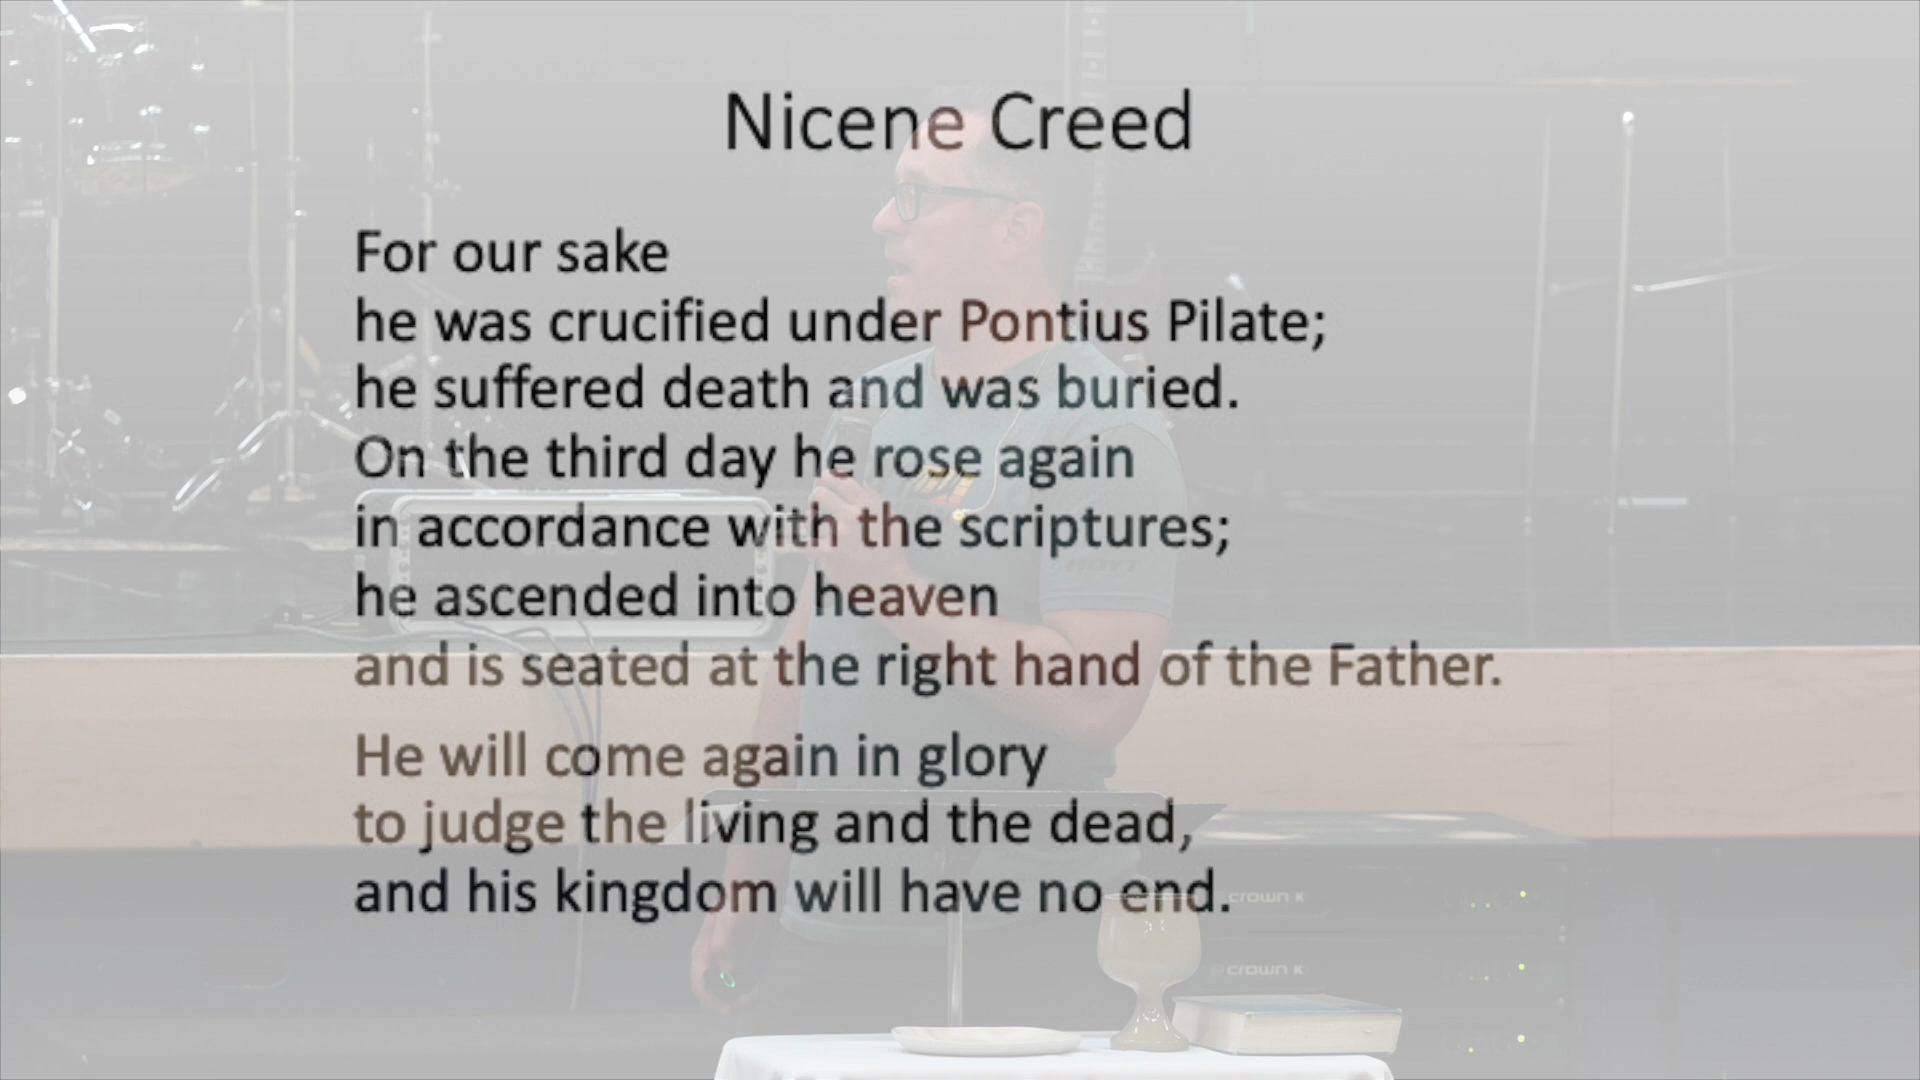 Nicene Creed
For our sake
he was crucified under Pontius Pilate;
he suffered death and was buried.
On the third day he rose again
in accordance with the scriptures;
he ascended into heaven
and is seated at the right hand of the Father.
He will come again in glory
to judge the living and the dead,
and his kingdom will have no end.
HOYT
crown K
crown K